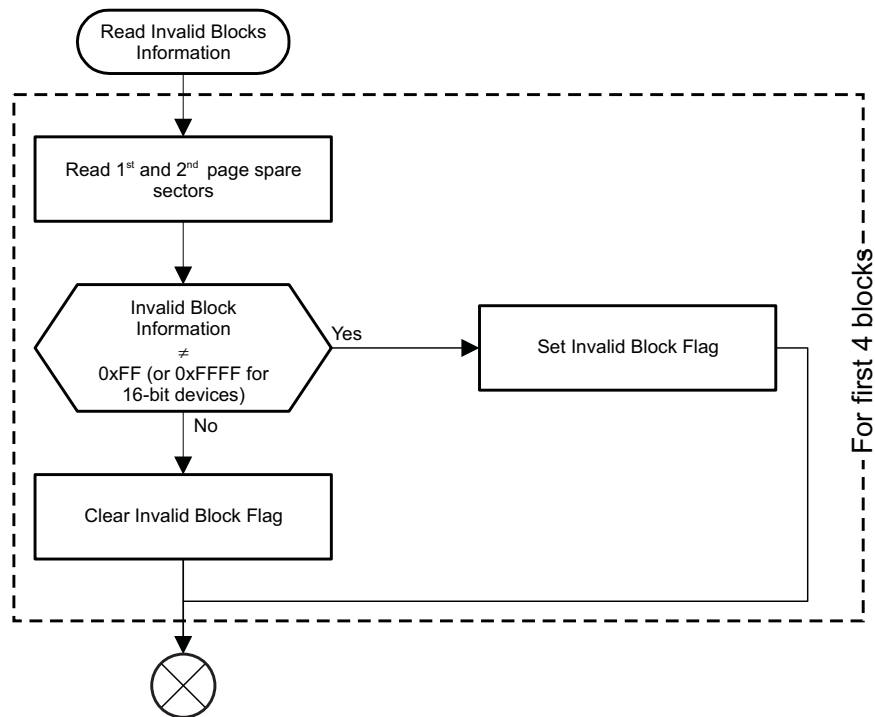 Read Invalid Blocks
Information
Read 1st and 2nd page spare
sectors
Invalid Block
Information
≠
0xFF (or 0xFFFF for
16-bit devices)
Yes
Set Invalid Block Flag
No
Clear Invalid Block Flag
For first 4 blocks